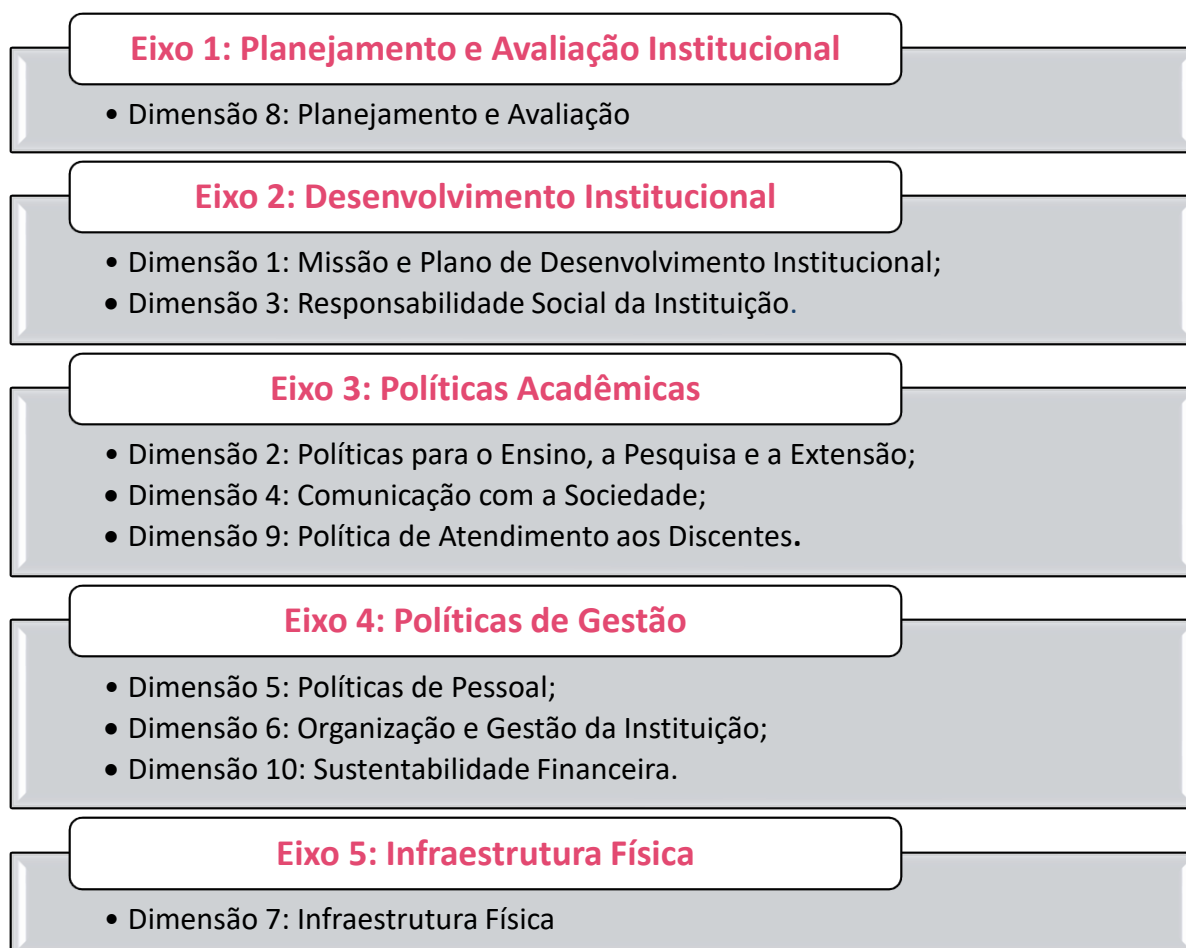 Eixo 1: Planejamento e Avaliação Institucional
• Dimensão 8: Planejamento e Avaliação
Eixo 2: Desenvolvimento Institucional
• Dimensão 1: Missão e Plano de Desenvolvimento Institucional;
• Dimensão 3: Responsabilidade Social da Instituição.
Eixo 3: Políticas Acadêmicas
• Dimensão 2: Políticas para o Ensino, a Pesquisa e a Extensão;
• Dimensão 4: Comunicação com a Sociedade;
• Dimensão 9: Política de Atendimento aos Discentes.
Eixo 4: Políticas de Gestão
• Dimensão 5: Políticas de Pessoal;
• Dimensão 6: Organização e Gestão da Instituição;
• Dimensão 10: Sustentabilidade Financeira.
Eixo 5: Infraestrutura Física
• Dimensão 7: Infraestrutura Física